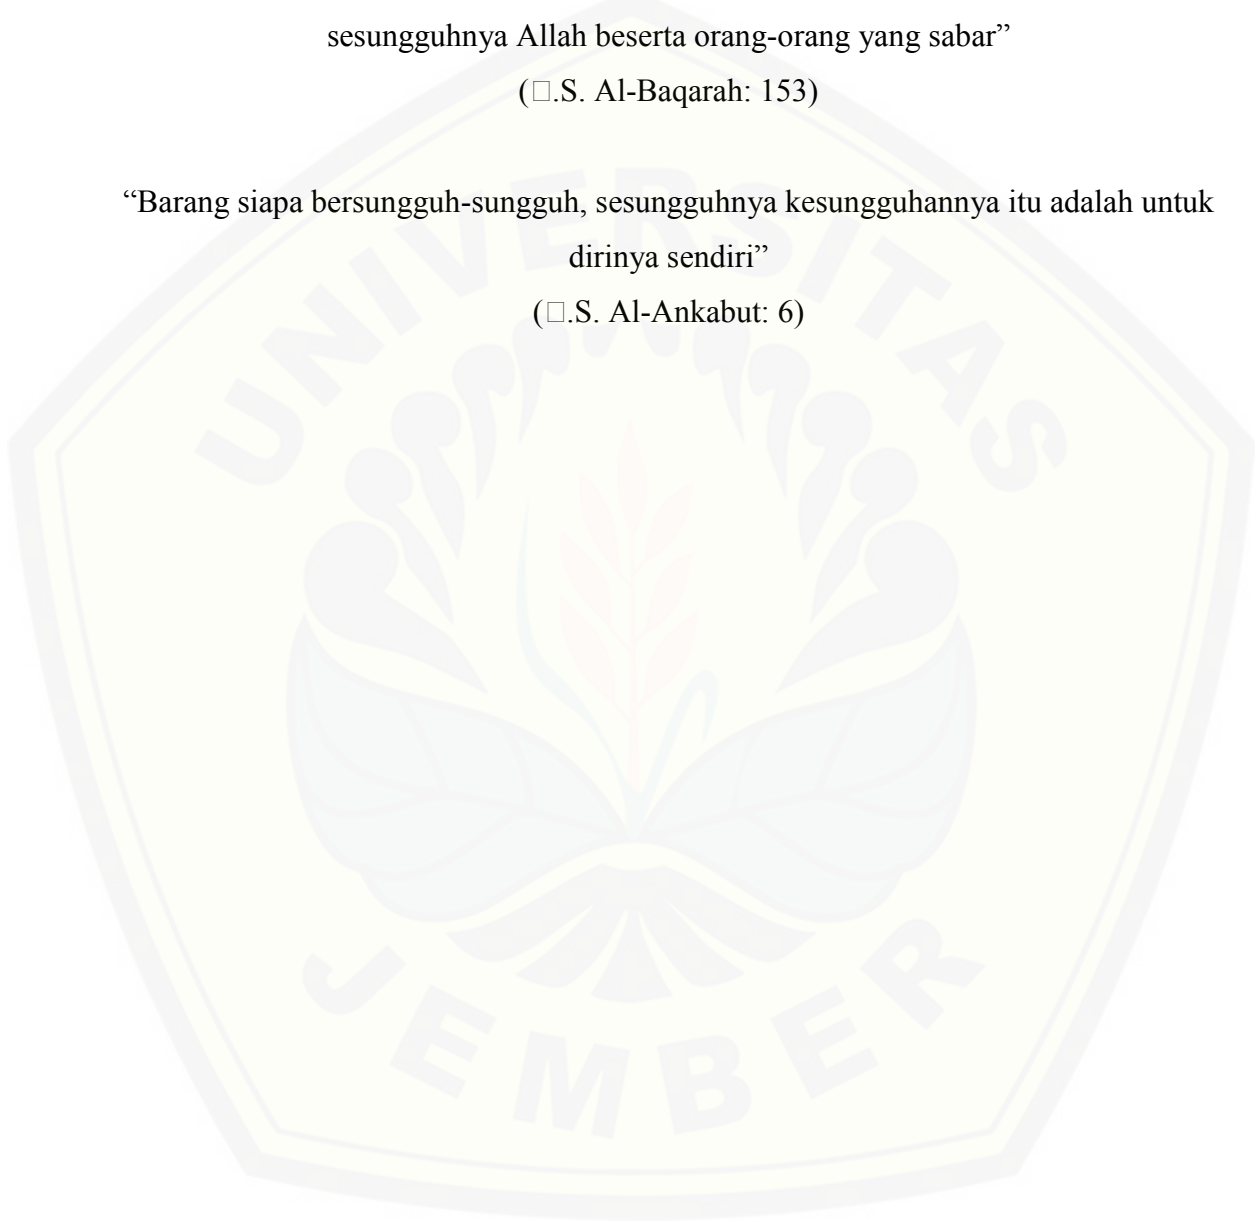 sesungguhnya Allah beserta orang-orang yang sabar”
(□.S. Al-Baqarah: 153)
“Barang siapa bersungguh-sungguh, sesungguhnya kesungguhannya itu adalah untuk
dirinya sendiri”
(□.S. Al-Ankabut: 6)
UNIVERSITAS
JEMBER